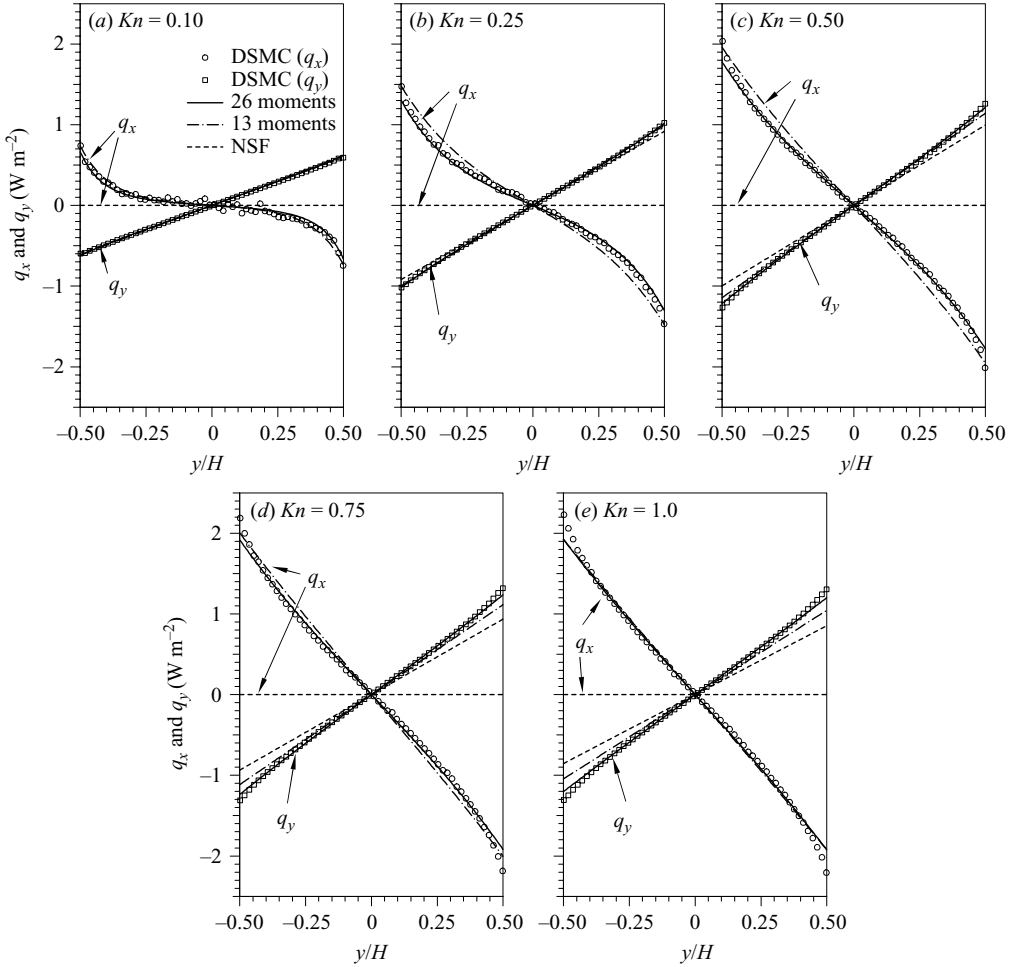 (a) Kn = 0.10
DSMC (qx)
DSMC (qy)
26 moments
13 moments
NSF
qx
qy
2
1
0
−1
−2
qx and qy (W m−2)
−0.50 −0.25 0 0.25 0.50
y/H
(b) Kn = 0.25
qx
qy
−0.50 −0.25 0 0.25 0.50
y/H
(c) Kn = 0.50
qx
qy
−0.50 −0.25 0 0.25 0.50
y/H
(d) Kn = 0.75
qx
qy
2
1
0
−1
−2
qx and qy (W m−2)
−0.50 −0.25 0 0.25 0.50
y/H
(e) Kn = 1.0
qx
qy
−0.50 −0.25 0 0.25 0.50
y/H